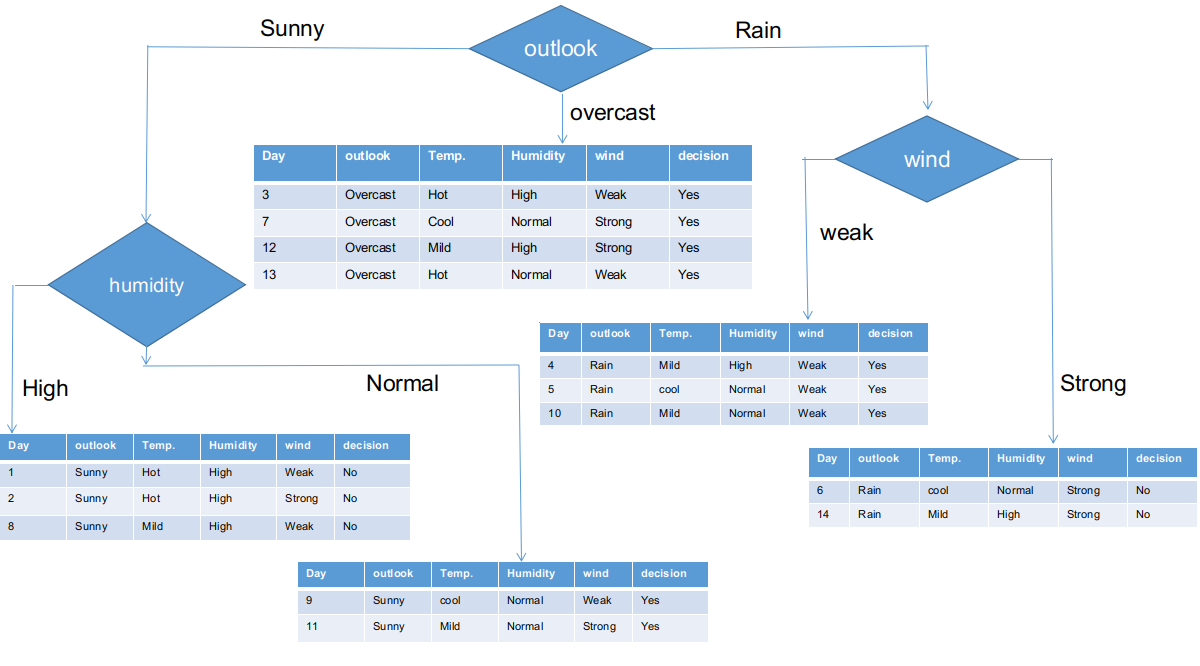 Sunny
outlook
Rain
overcast
Day outlook Temp. Humidity wind decision
3 Overcast Hot High Weak Yes
7 Overcast Cool Normal Strong Yes
12 Overcast Mild High Strong Yes
13 Overcast Hot Normal Weak Yes
wind
weak
humidity
Day outlook Temp. Humidity wind decision
4 Rain Mild High Weak Yes
5 Rain cool Normal Weak Yes
10 Rain Mild Normal Weak Yes
High
Normal
Strong
Day outlook Temp. Humidity wind decision
1 Sunny Hot High Weak No
2 Sunny Hot High Strong No
8 Sunny Mild High Weak No
Day outlook Temp. Humidity wind decision
6 Rain cool Normal Strong No
14 Rain Mild High Strong No
Day outlook Temp. Humidity wind decision
9 Sunny cool Normal Weak Yes
11 Sunny Mild Normal Strong Yes